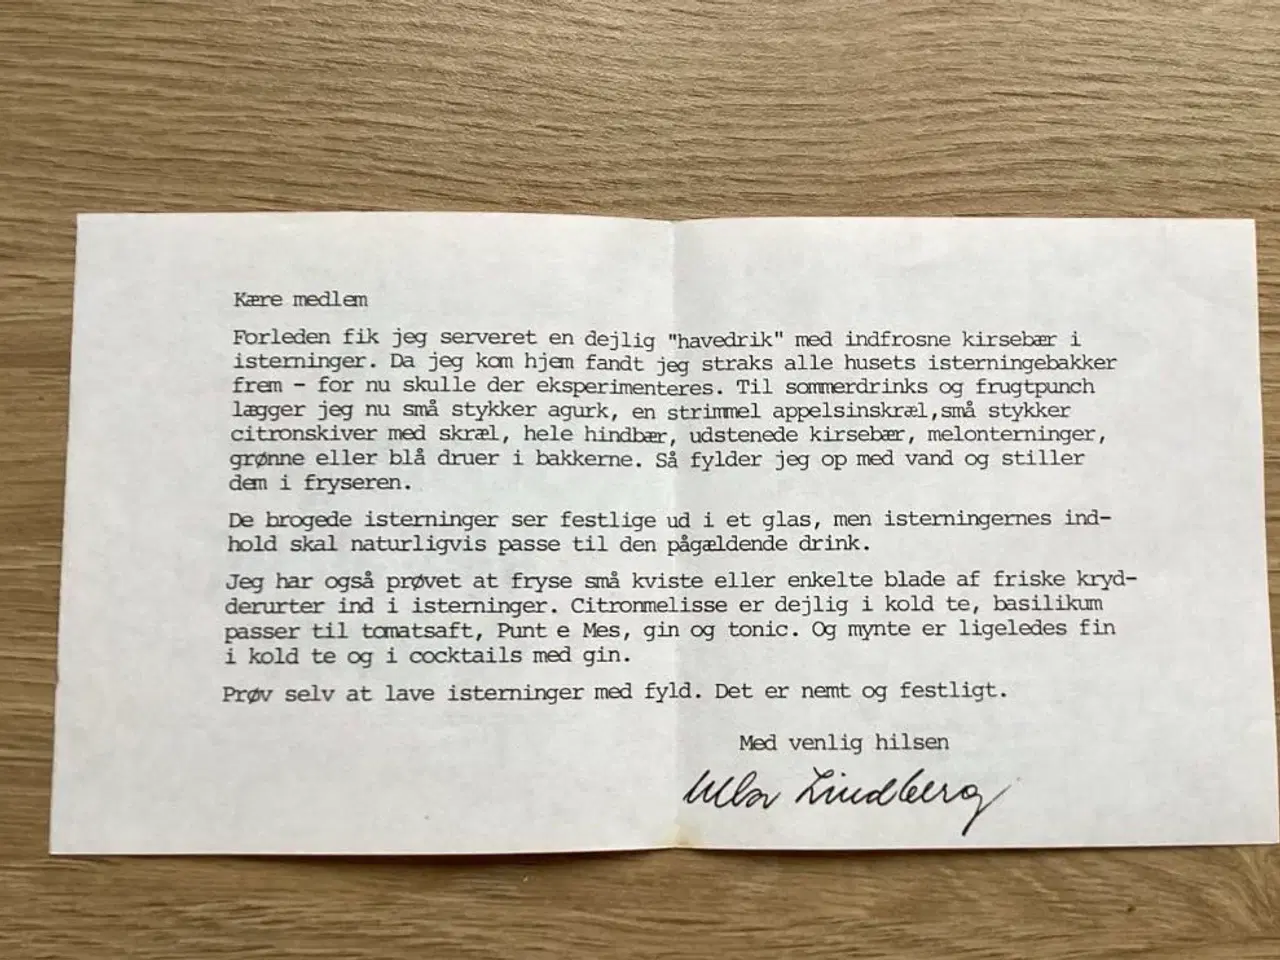 Kære medlem
Forleden fik jeg serveret en dejlig "havedrik" med indfrosne kirsebær i
isterninger. Da jeg kom hjem fandt jeg straks alle husets isterningebakker
frem - for nu skulle der eksperimenteres. Til sommerdrinks og frugtpunch
lægger jeg nu små stykker agurk, en strimmel appelsinskræl,små stykker
citronskiver med skræl, hele hindbær, udstenede kirsebær, melonterninger,
grønne eller blå druer i bakkerne. Så fylder jeg op med vand og stiller
dem i fryseren.
De brogede isterninger ser festlige ud i et glas, men isterningernes ind-
hold skal naturligvis passe til den pågældende drink.
Jeg har også prøvet at fryse små kviste eller enkelte blade af friske kryd-
derurter ind i isterninger. Citronmelisse er dejlig i kold te, basilikum
passer til tomatsaft, Punt e Mes, gin og tonic. Og mynte er ligeledes fin
i kold te og i cocktails med gin.
Prøv selv at lave isterninger med fyld. Det er nemt og festligt.
Med venlig hilsen
Ulla Lindberg